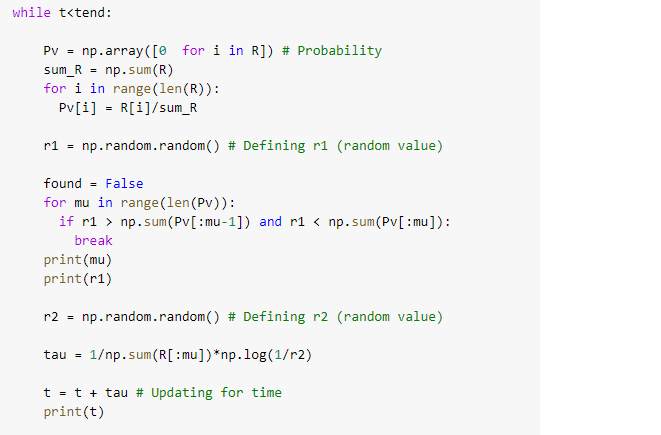 while t<tend:
Pv = np.array([0  for i in R]) # Probability
sum_R = np.sum(R)
for i in range(len(R)):
Pv[i] = R[i]/sum_R
r1 = np.random.random() # Defining r1 (random value)
found = False
for mu in range(len(Pv)):
if r1 > np.sum(Pv[:mu-1]) and r1 < np.sum(Pv[:mu]):
break
print(mu)
print(r1)
r2 = np.random.random() # Defining r2 (random value)
tau = 1/np.sum(R[:mu])*np.log(1/r2)
t = t + tau # Updating for time
print(t)